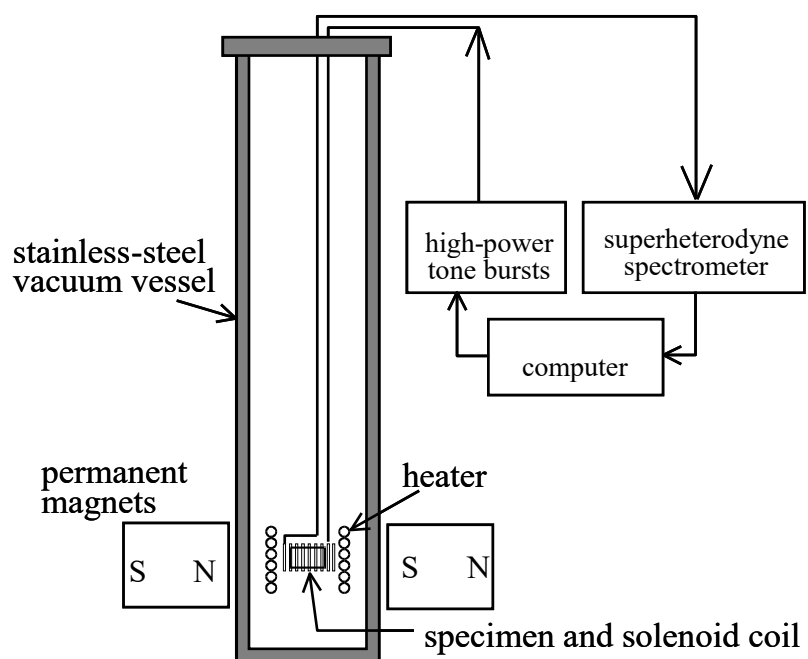 high-power
tone bursts
superheterodyne
spectrometer
stainless-steel
vacuum vessel
computer
permanent
magnets
heater
S N
S N
specimen and solenoid coil